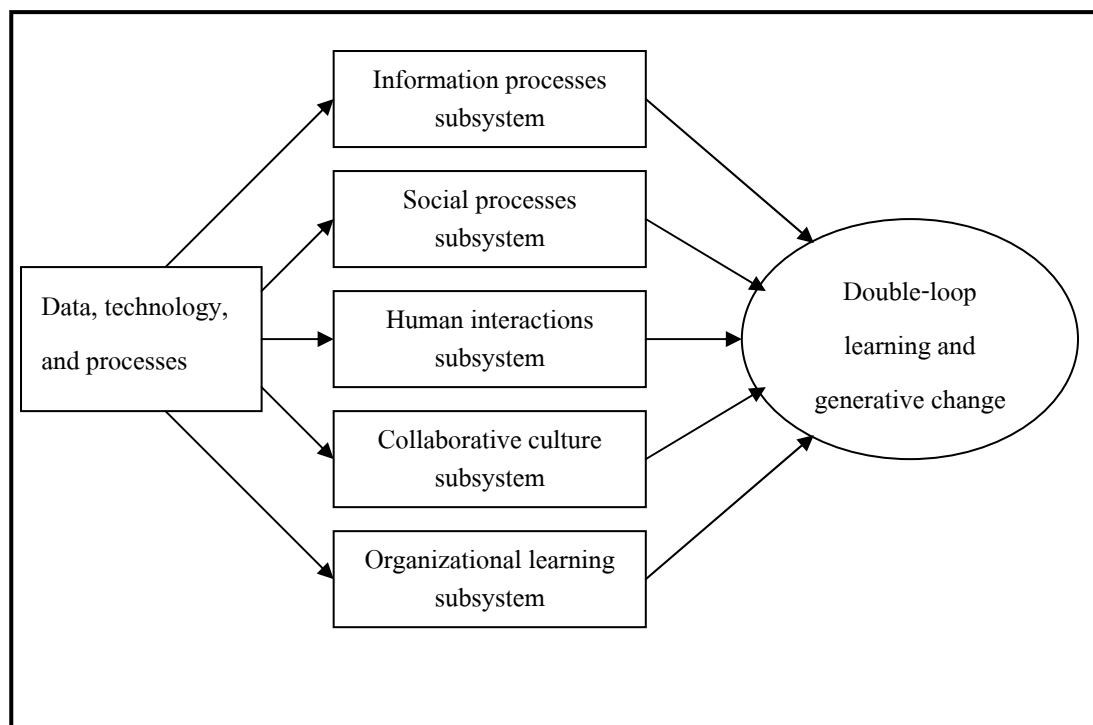 Information processes
subsystem
Social processes
subsystem
Data, technology,
and processes
Human interactions
subsystem
Collaborative culture
subsystem
Organizational learning
subsystem
Double-loop
learning and
generative change